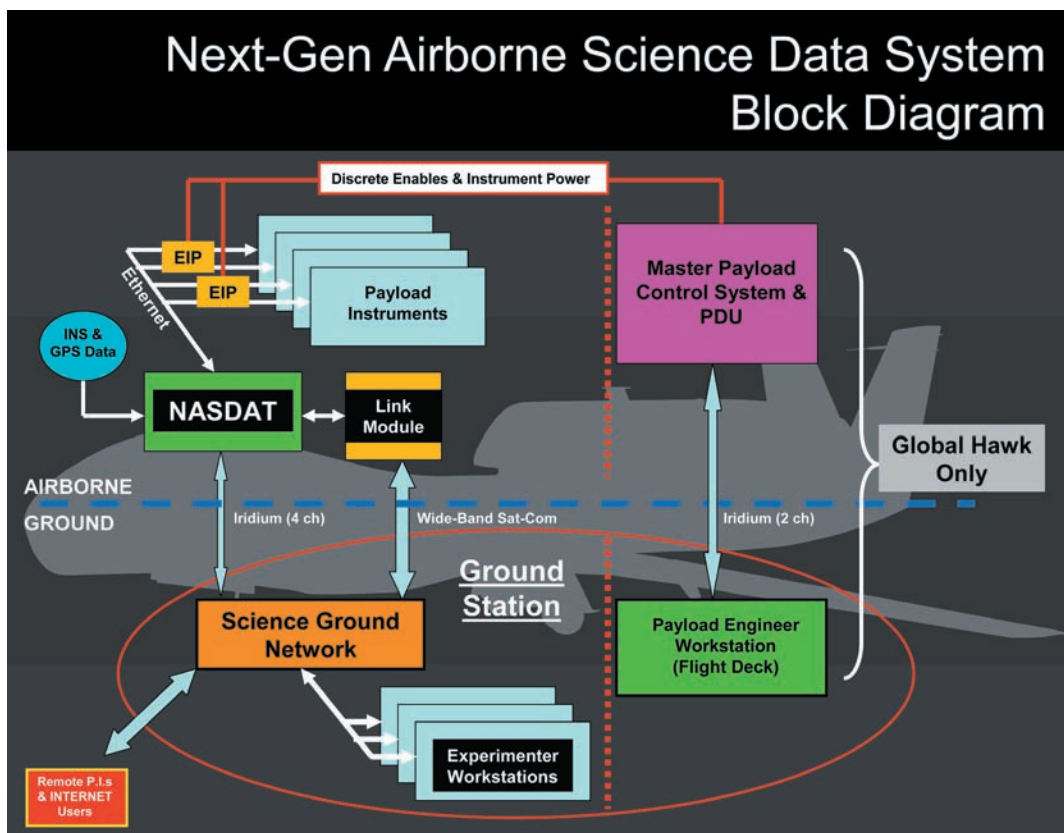 Next-Gen Airborne Science Data System
Block Diagram
Discrete Enables & Instrument Power
EIP
EIP
Ethernet
Payload
Instruments
Master Payload
Control System &
PDU
INS &
GPS Data
NASDAT
Link
Module
Global Hawk
Only
AIRBORNE
GROUND
Iridium (4 ch)
Wide-Band Sat-Com
Iridium (2 ch)
Ground
Station
Science Ground
Network
Payload Engineer
Workstation
(Flight Deck)
Experimenter
Workstations
Remote P.I.s
& INTERNET
Users